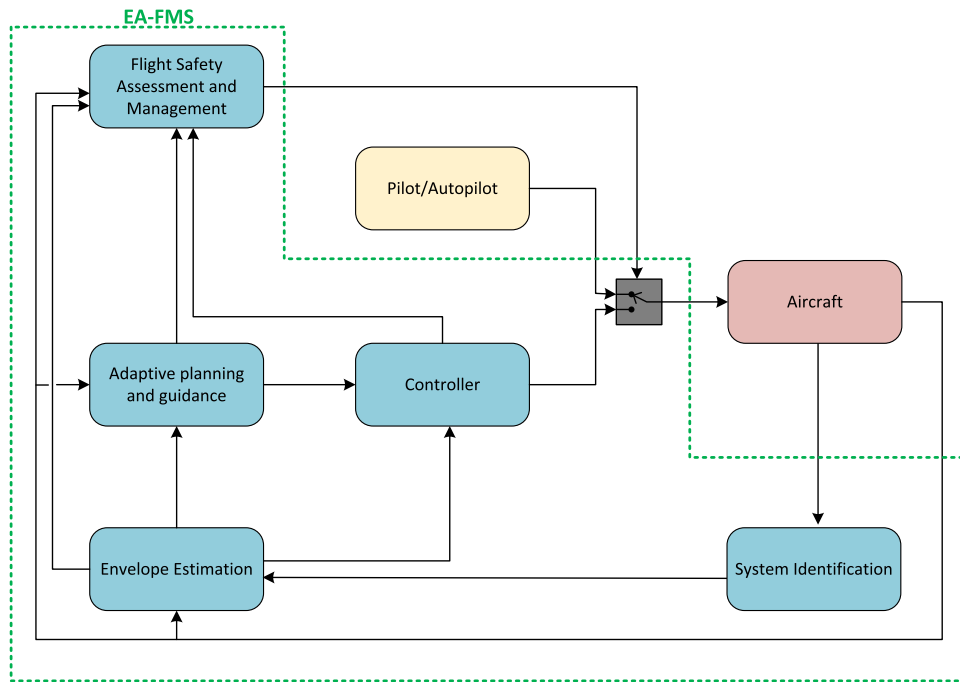 EA-FMS
Flight Safety
Assessment and
Management
Pilot/Autopilot
Aircraft
Adaptive planning
and guidance
Controller
Envelope Estimation
System Identification